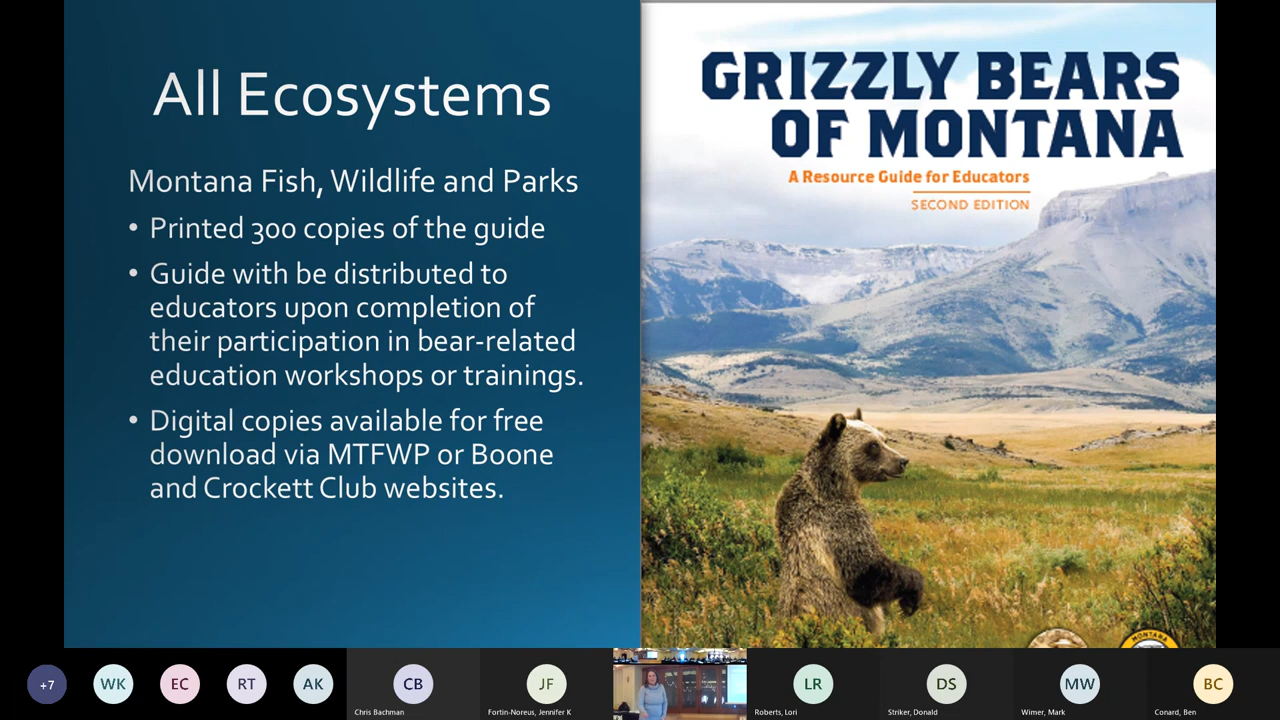 All Ecosystems
Montana Fish, Wildlife and Parks
• Printed 300 copies of the guide
• Guide with be distributed to
educators upon completion of
their participation in bear-related
education workshops or trainings.
• Digital copies available for free
download via MTFWP or Boone
and Crockett Club websites.
GRIZZLY BEARS
OF MONTANA
A Resource Guide for Educators
SECOND EDITION
MONTANA
+7
WK
EC
RT
AK
CB
Chris Bachman
JF
Fortin-Noreus, Jennifer K
LR
Roberts, Lori
DS
Striker, Donald
MW
Wimer, Mark
BC
Conard, Ben